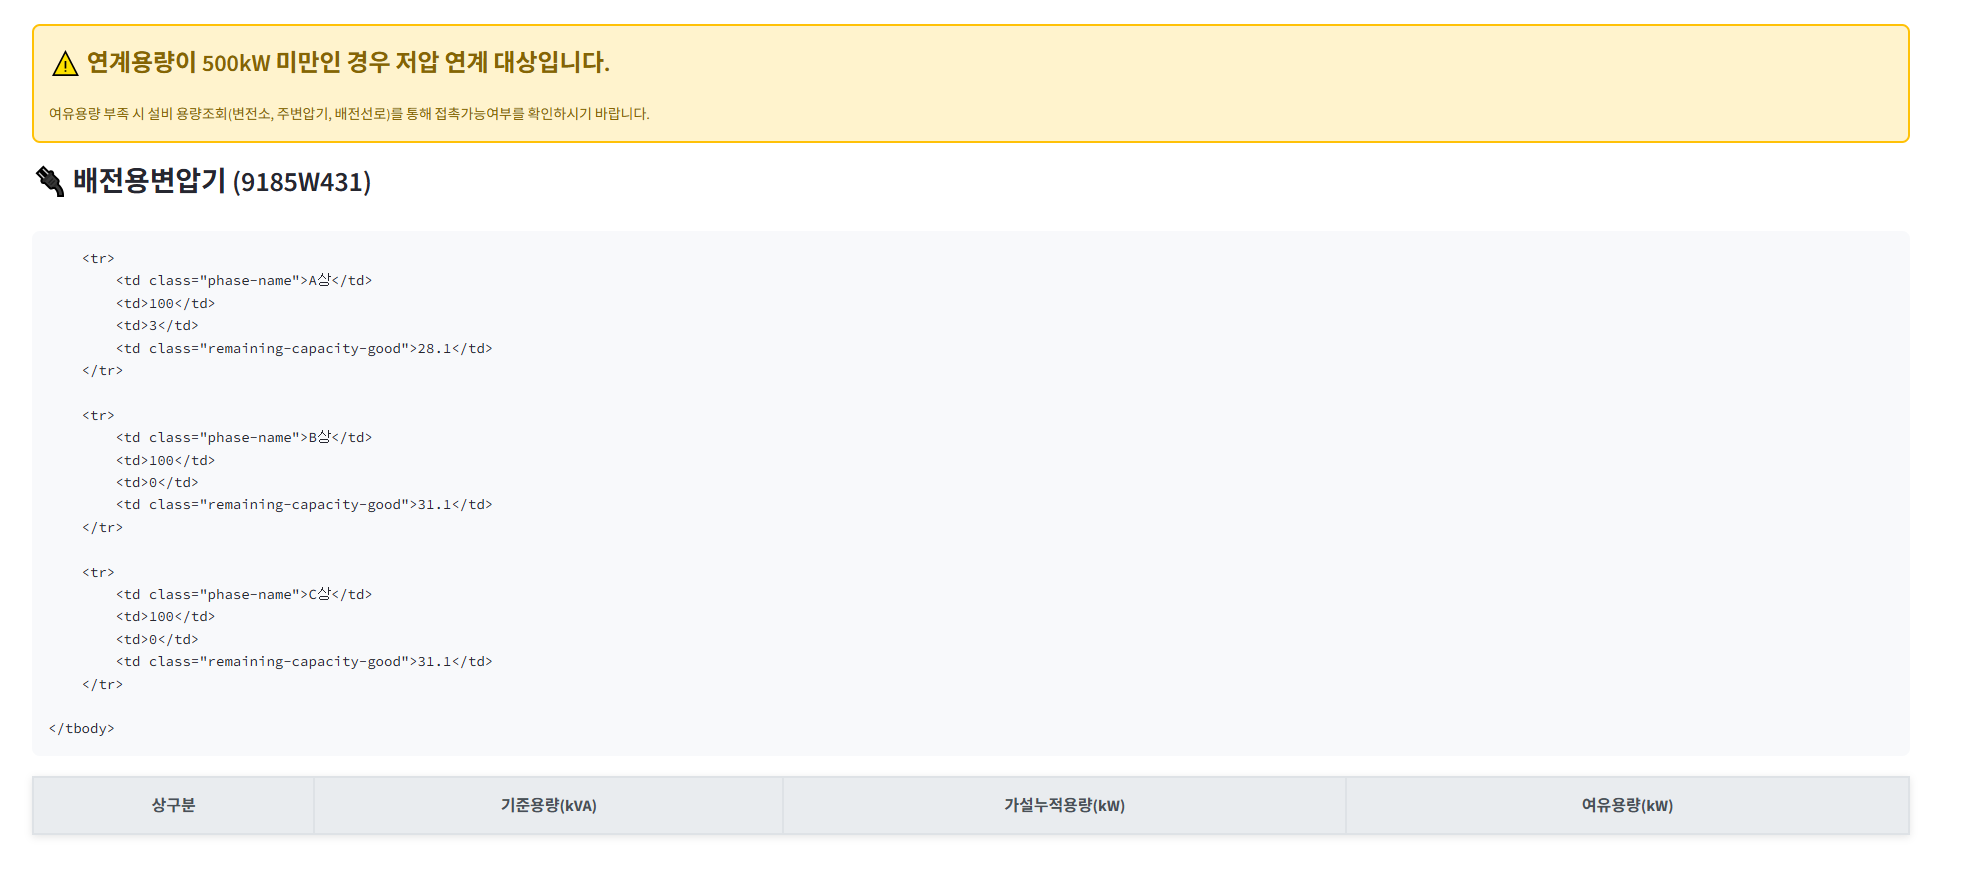 ⚠ 연계용량이 500kW 미만인 경우 저압 연계 대상입니다.
여유용량 부족 시 설비 용량조회(변전소, 주변압기, 배전선로)를 통해 접촉가능여부를 확인하시기 바랍니다.
배전용변압기 (9185W431)
<tr>
<td class="phase-name">A상</td>
<td>100</td>
<td>3</td>
<td class="remaining-capacity-good">28.1</td>
</tr>
<tr>
<td class="phase-name">B상</td>
<td>100</td>
<td>0</td>
<td class="remaining-capacity-good">31.1</td>
</tr>
<tr>
<td class="phase-name">C상</td>
<td>100</td>
<td>0</td>
<td class="remaining-capacity-good">31.1</td>
</tr>
</tbody>
상구분 기준용량(kVA) 가설누적용량(kW) 여유용량(kW)